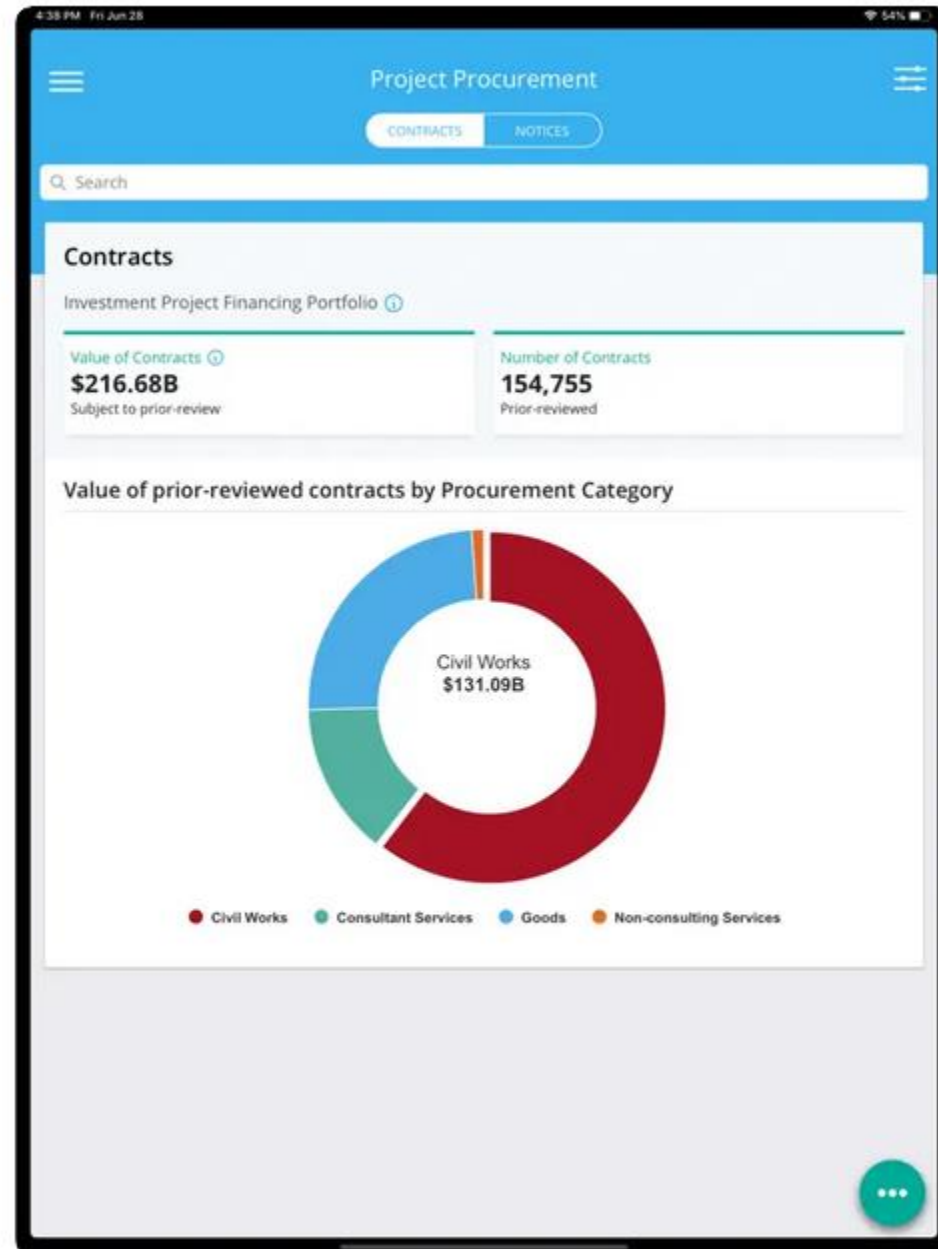 4:38 PM Fri Jun 28 54%
Project Procurement
CONTRACTS NOTICES
Search
Contracts
Investment Project Financing Portfolio
Value of Contracts
$216.68B
Subject to prior-review
Number of Contracts
154,755
Prior-reviewed
Value of prior-reviewed contracts by Procurement Category
Civil Works
$131.09B
Civil Works Consultant Services Goods Non-consulting Services